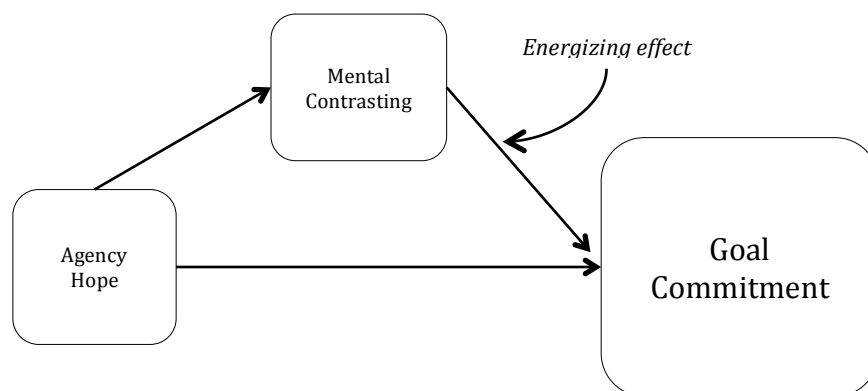 Energizing effect
Mental
Contrasting
Agency
Hope
Goal
Commitment